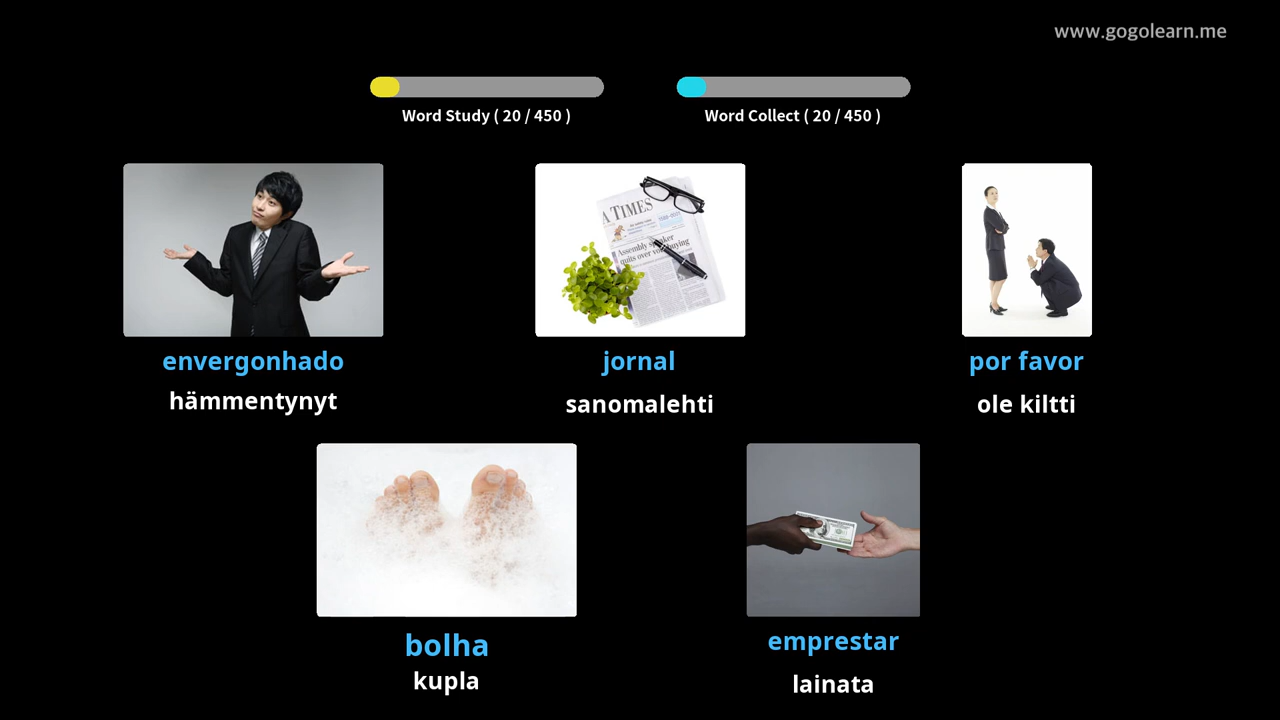 www.gogolearn.me
Word Study ( 20 / 450 )
Word Collect ( 20 / 450 )
A TIMES
envergonhado
hämmentynyt
jornal
sanomalehti
por favor
ole kiltti
bolha
kupla
emprestar
lainata